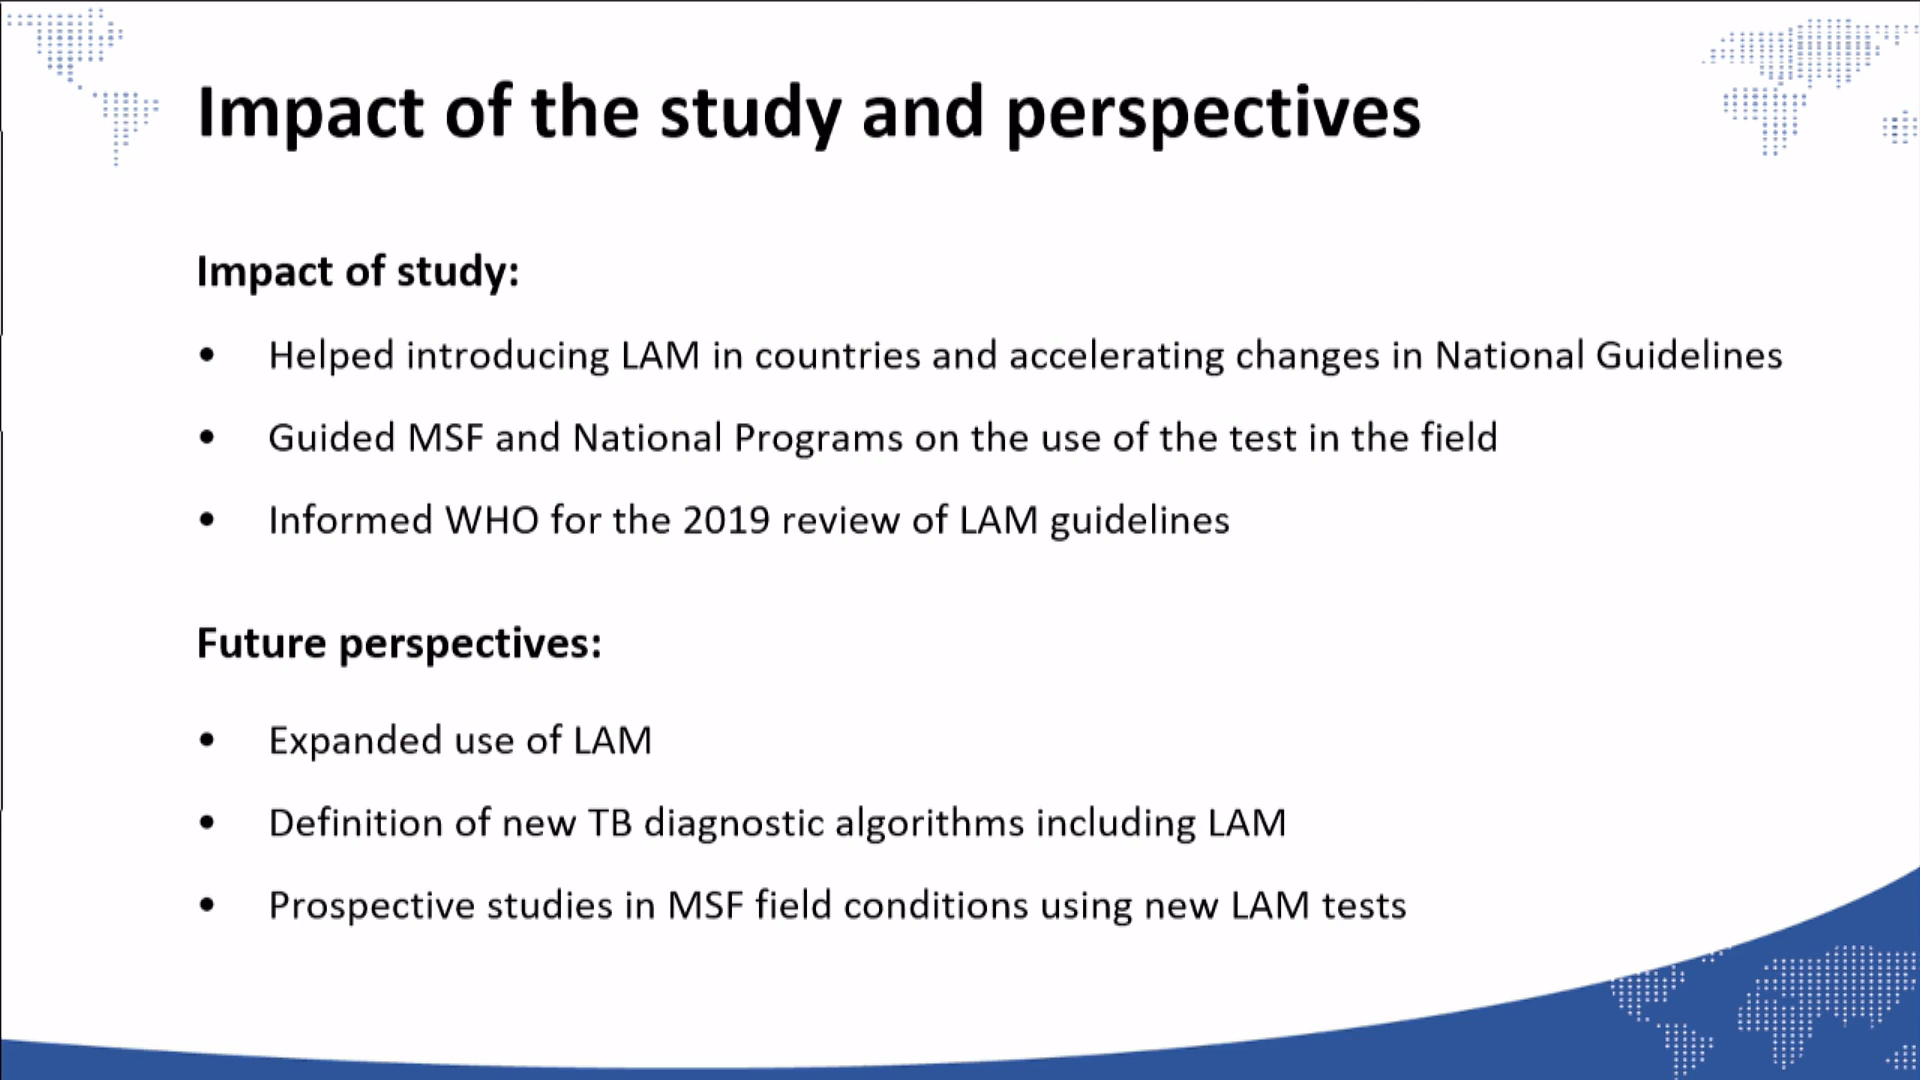 Impact of the study and perspectives
Impact of study:
• Helped introducing LAM in countries and accelerating changes in National Guidelines
• Guided MSF and National Programs on the use of the test in the field
• Informed WHO for the 2019 review of LAM guidelines
Future perspectives:
• Expanded use of LAM
• Definition of new TB diagnostic algorithms including LAM
• Prospective studies in MSF field conditions using new LAM tests